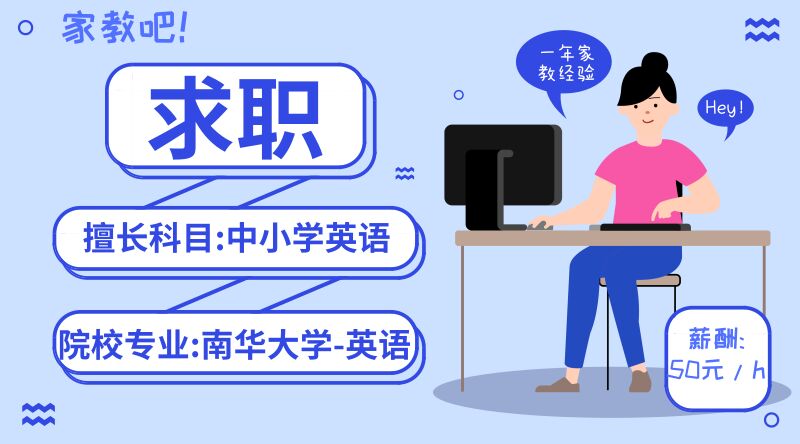 家教吧!
求职
擅长科目:中小学英语
院校专业:南华大学-英语
一年家
教经验
Hey!
薪酬:
50元 / h